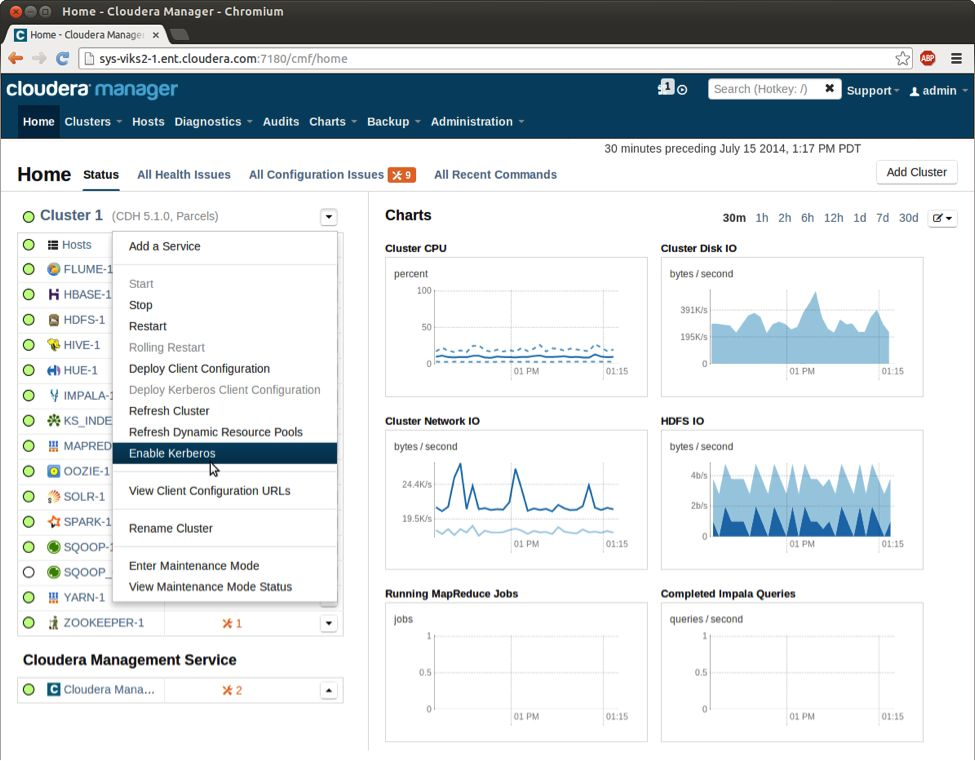 Home - Cloudera Manager - Chromium
Home - Cloudera Manage
sys-viks2-1.ent.cloudera.com:7180/cmf/home
ABP
cloudera manager
1
Search (Hotkey: /)
Support
admin
Home Clusters Hosts Diagnostics Audits Charts Backup Administration
30 minutes preceding July 15 2014, 1:17 PM PDT
Home Status All Health Issues All Configuration Issues 9 All Recent Commands
Add Cluster
Cluster 1 (CDH 5.1.0, Parcels)
Hosts
FLUME-1
HBASE-1
HDFS-1
HIVE-1
HUE-1
IMPALA-1
KS_INDE
MAPRED
OOZIE-1
SOLR-1
SPARK-1
SQOOP-1
SQOOP_
YARN-1
ZOOKEEPER-1 1
Add a Service
Start
Stop
Restart
Rolling Restart
Deploy Client Configuration
Deploy Kerberos Client Configuration
Refresh Cluster
Refresh Dynamic Resource Pools
Enable Kerberos
View Client Configuration URLs
Rename Cluster
Enter Maintenance Mode
View Maintenance Mode Status
Cloudera Management Service
C Cloudera Mana... 2
Charts
30m 1h 2h 6h 12h 1d 7d 30d
Cluster CPU
percent
100
50
0
01 PM 01:15
Cluster Disk IO
bytes / second
391K/s
195K/s
0
01 PM 01:15
Cluster Network IO
bytes / second
24.4K/s
19.5K/s
01 PM 01:15
HDFS IO
bytes / second
4b/s
2b/s
0
01 PM 01:15
Running MapReduce Jobs
jobs
1
0.5
0
01 PM 01:15
Completed Impala Queries
queries / second
1
0.5
0
01 PM 01:15